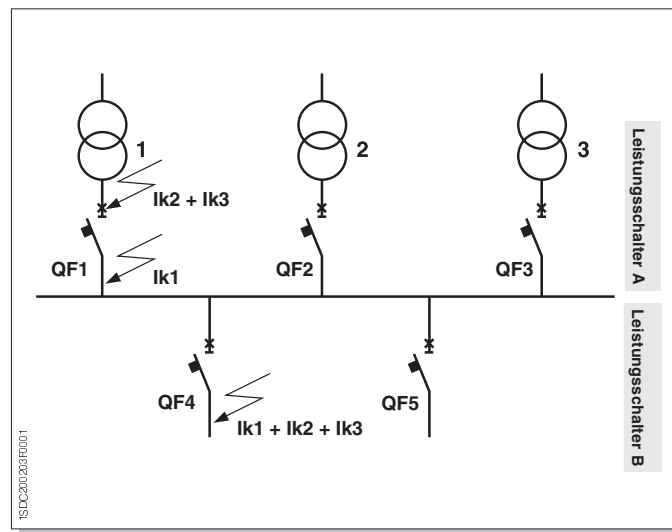 1
2
3
Ik2 + Ik3
QF1
Ik1
QF2
QF3
Leistungsschalter A
QF4
Ik1 + Ik2 + Ik3
QF5
Leistungsschalter B
1SDC200203F0001